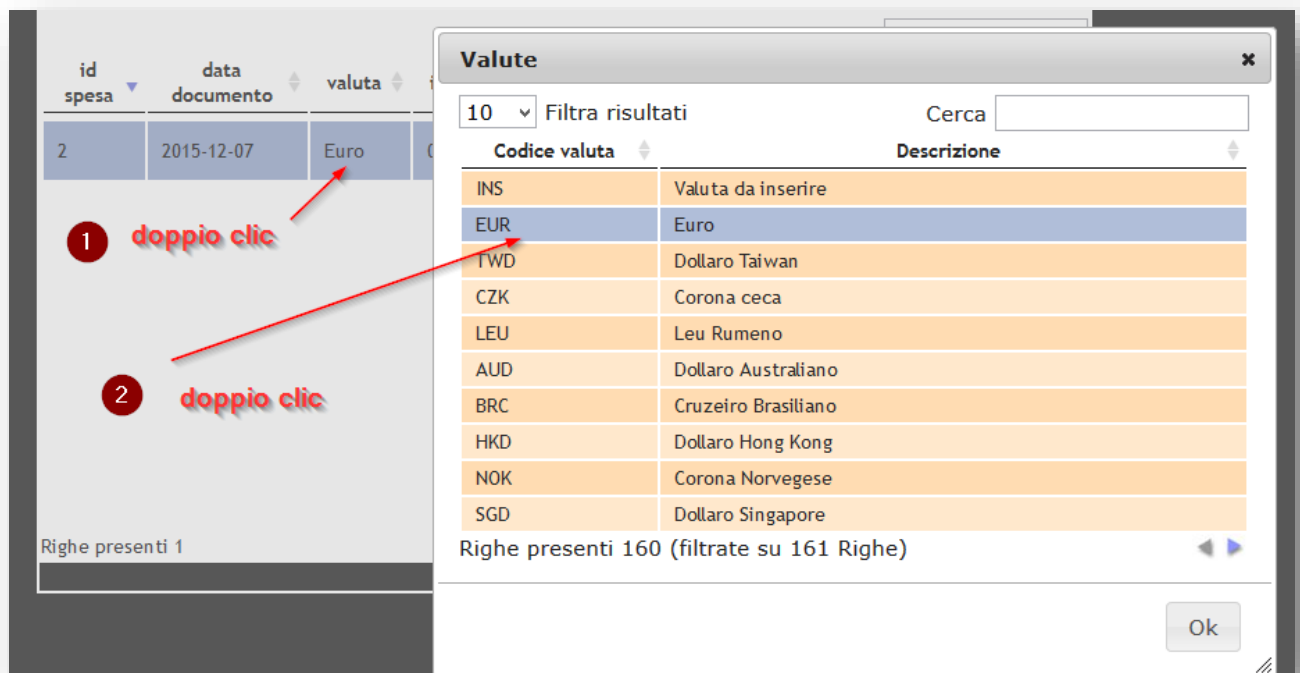 id spesa
data documento
valuta
2
2015-12-07
Euro
1
doppio clic
2
doppio clic
Righe presenti 1
Valute
10 Filtra risultati
Cerca
Codice valuta Descrizione
INS Valuta da inserire
EUR Euro
TWD Dollaro Taiwan
CZK Corona ceca
LEU Leu Rumeno
AUD Dollaro Australiano
BRC Cruzeiro Brasiliano
HKD Dollaro Hong Kong
NOK Corona Norvegese
SGD Dollaro Singapore
Righe presenti 160 (filtrate su 161 Righe)
Ok